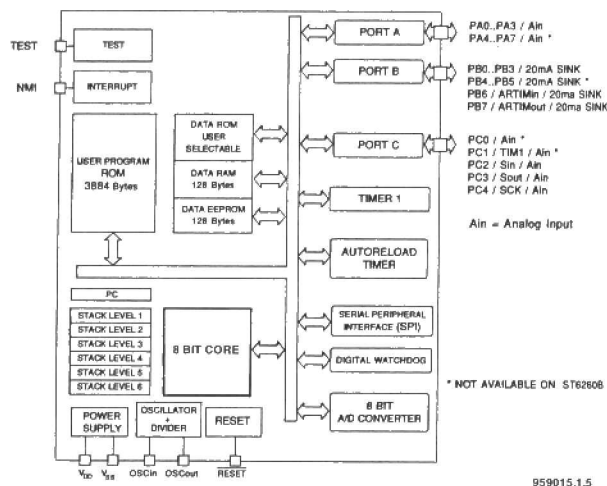 TEST
TEST
NMI
INTERRUPT
USER PROGRAM
ROM
3884 Bytes
DATA ROM
USER
SELECTABLE
DATA RAM
128 Bytes
DATA EEPROM
128 Bytes
PC
STACK LEVEL 1
STACK LEVEL 2
STACK LEVEL 3
STACK LEVEL 4
STACK LEVEL 5
STACK LEVEL 6
8 BIT CORE
POWER
SUPPLY
OSCILLATOR
+
DIVIDER
RESET
VDD
VSS
OSCin
OSCout
RESET
PORT A
PORT B
PORT C
TIMER 1
AUTORELOAD
TIMER
SERIAL PERIPHERAL
INTERFACE (SPI)
DIGITAL WATCHDOG
8 BIT
A/D CONVERTER
PA0..PA3 / Ain
PA4..PA7 / Ain *
PB0..PB3 / 20mA SINK
PB4..PB5 / 20mA SINK *
PB6 / ARTIMin / 20ma SINK
PB7 / ARTIMout / 20ma SINK
PC0 / Ain *
PC1 / TIM1 / Ain *
PC2 / Sin / Ain
PC3 / Sout / Ain
PC4 / SCK / Ain
Ain = Analog Input
* NOT AVAILABLE ON ST6260B
959015.1.5